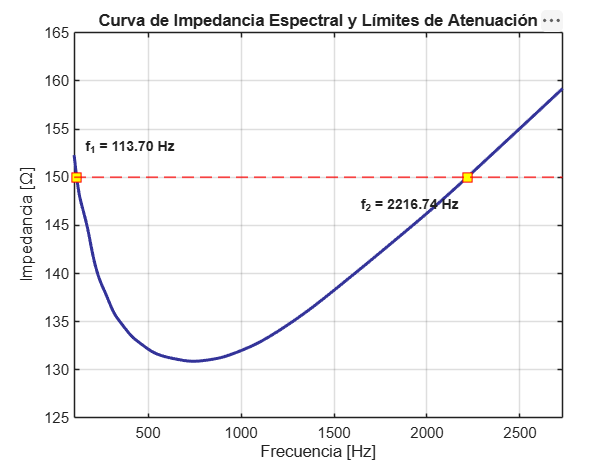 Curva de Impedancia Espectral y Límites de Atenuación ...
165
160
155
150
145
140
135
130
125
Impedancia [Ω]
f₁ = 113.70 Hz
f₂ = 2216.74 Hz
500 1000 1500 2000 2500
Frecuencia [Hz]